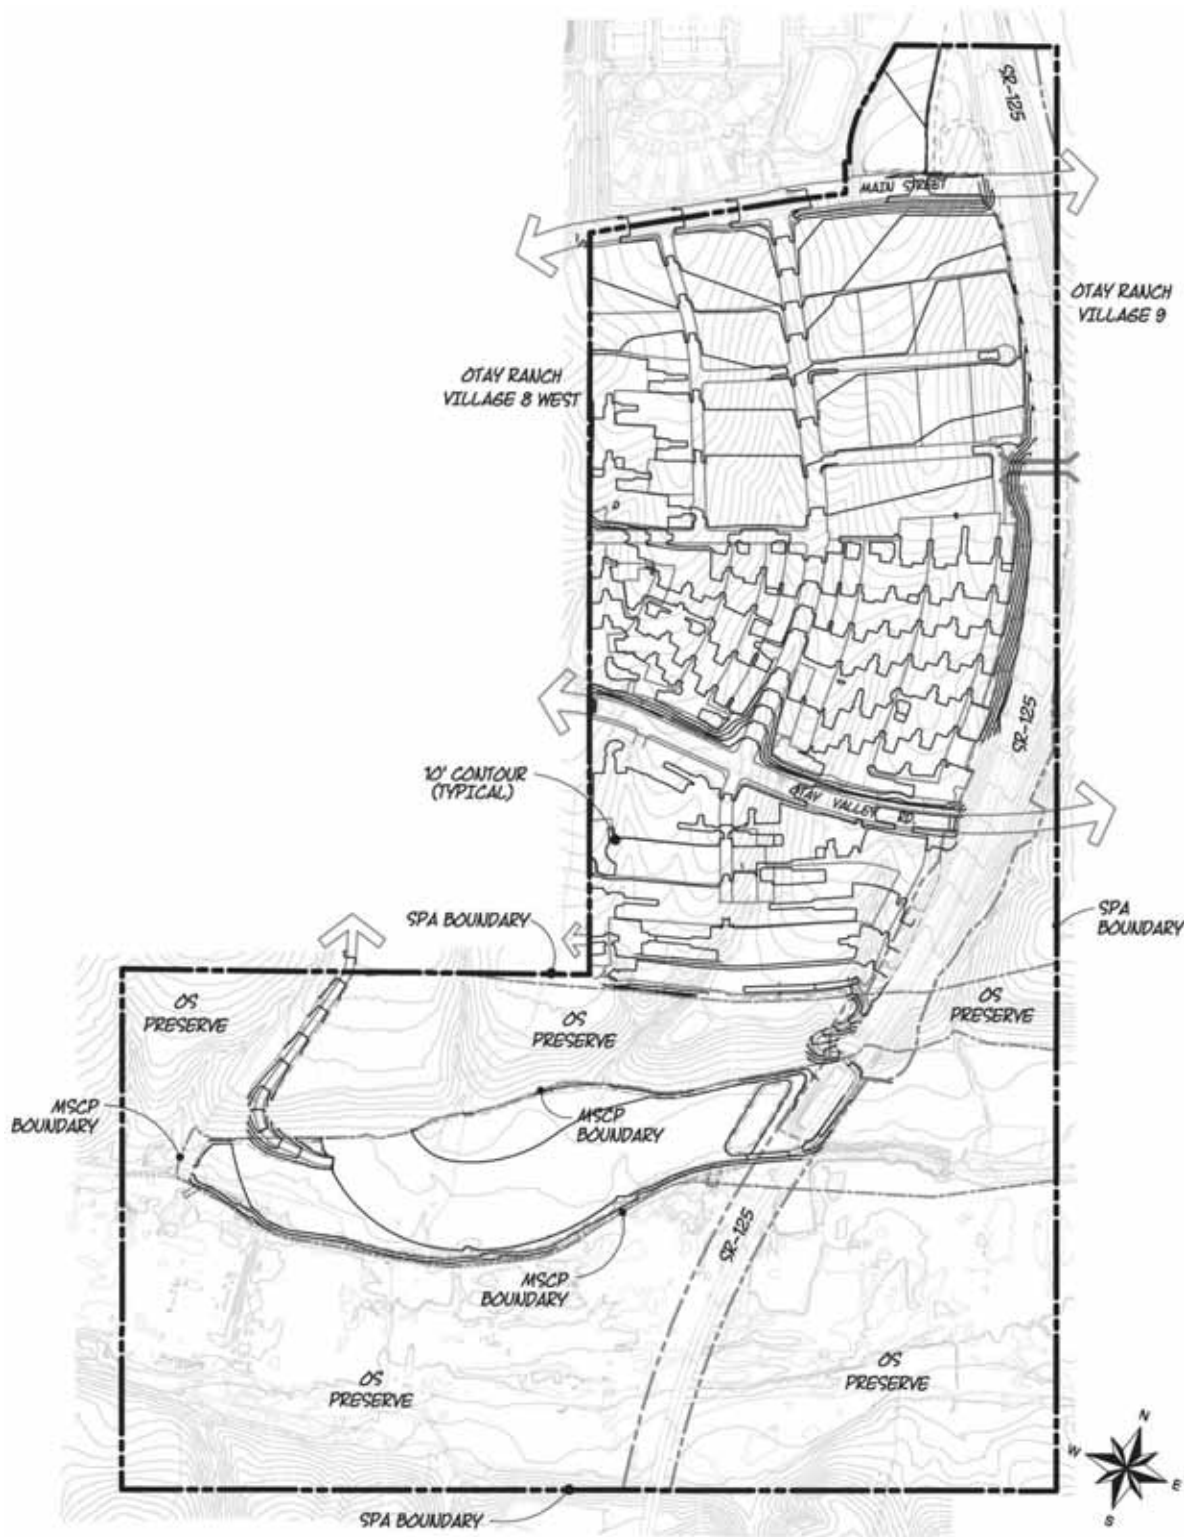 SR-125
MAIN STREET
OTAY RANCH
VILLAGE 9
OTAY RANCH
VILLAGE 8 WEST
SR-125
10' CONTOUR
(TYPICAL)
OTAY VALLEY RD
SPA BOUNDARY
SPA
BOUNDARY
OS
PRESERVE
OS
PRESERVE
OS
PRESERVE
MSCP
BOUNDARY
MSCP
BOUNDARY
SR-125
MSCP
BOUNDARY
OS
PRESERVE
OS
PRESERVE
N
W
E
S
SPA BOUNDARY